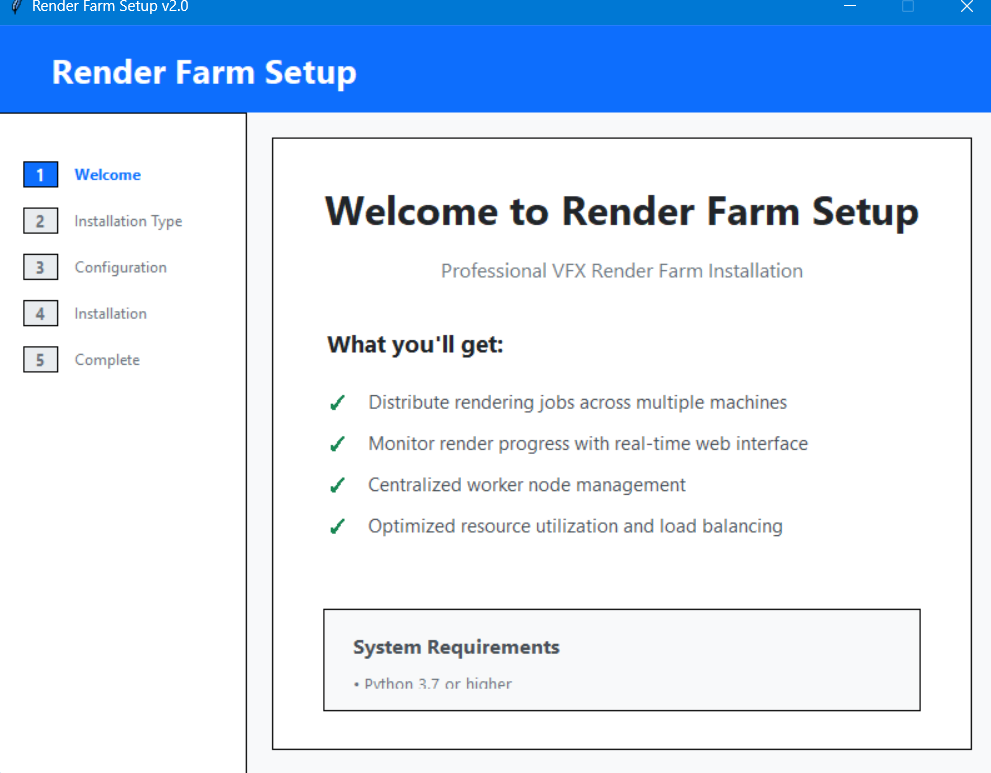 Render Farm Setup v2.0
Render Farm Setup
1 Welcome
2 Installation Type
3 Configuration
4 Installation
5 Complete
Welcome to Render Farm Setup
Professional VFX Render Farm Installation
What you'll get:
✓ Distribute rendering jobs across multiple machines
✓ Monitor render progress with real-time web interface
✓ Centralized worker node management
✓ Optimized resource utilization and load balancing
System Requirements
• Python 3.7 or higher